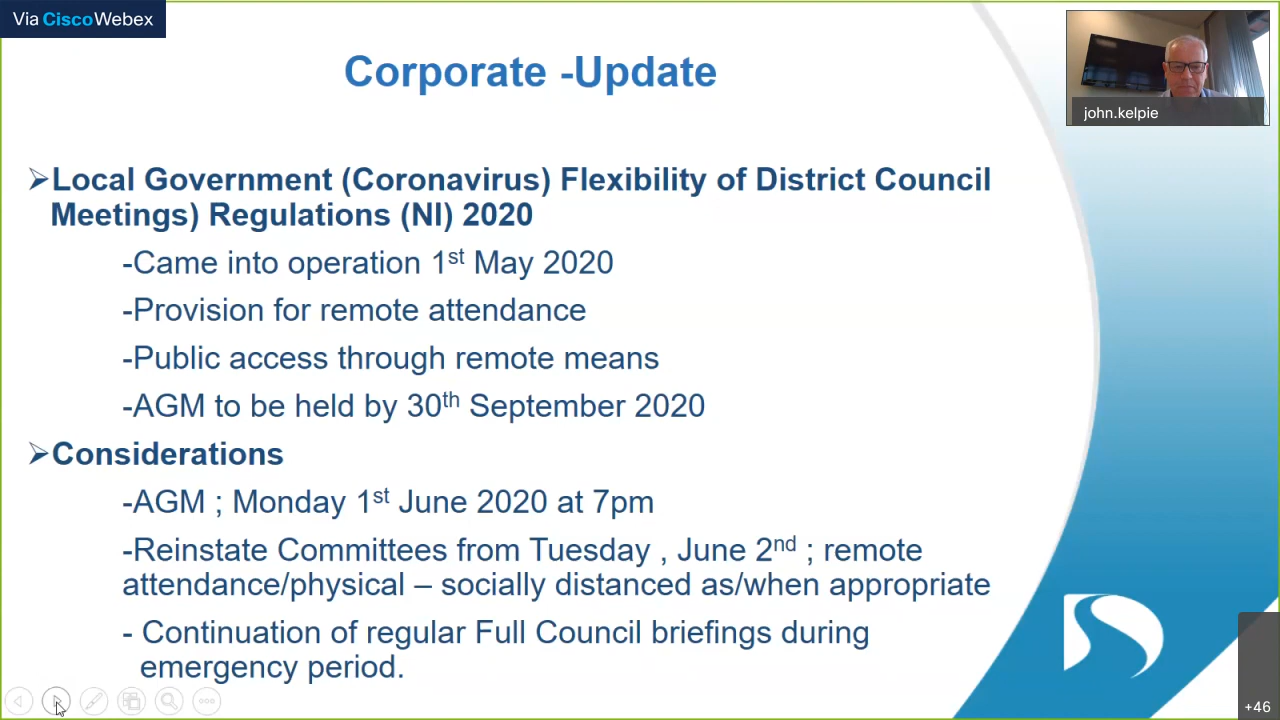 Via CiscoWebex
Corporate -Update
john.kelpie
➢Local Government (Coronavirus) Flexibility of District Council
Meetings) Regulations (NI) 2020
-Came into operation 1st May 2020
-Provision for remote attendance
-Public access through remote means
-AGM to be held by 30th September 2020
➢Considerations
-AGM ; Monday 1st June 2020 at 7pm
-Reinstate Committees from Tuesday , June 2nd ; remote
attendance/physical – socially distanced as/when appropriate
- Continuation of regular Full Council briefings during
emergency period.
+46